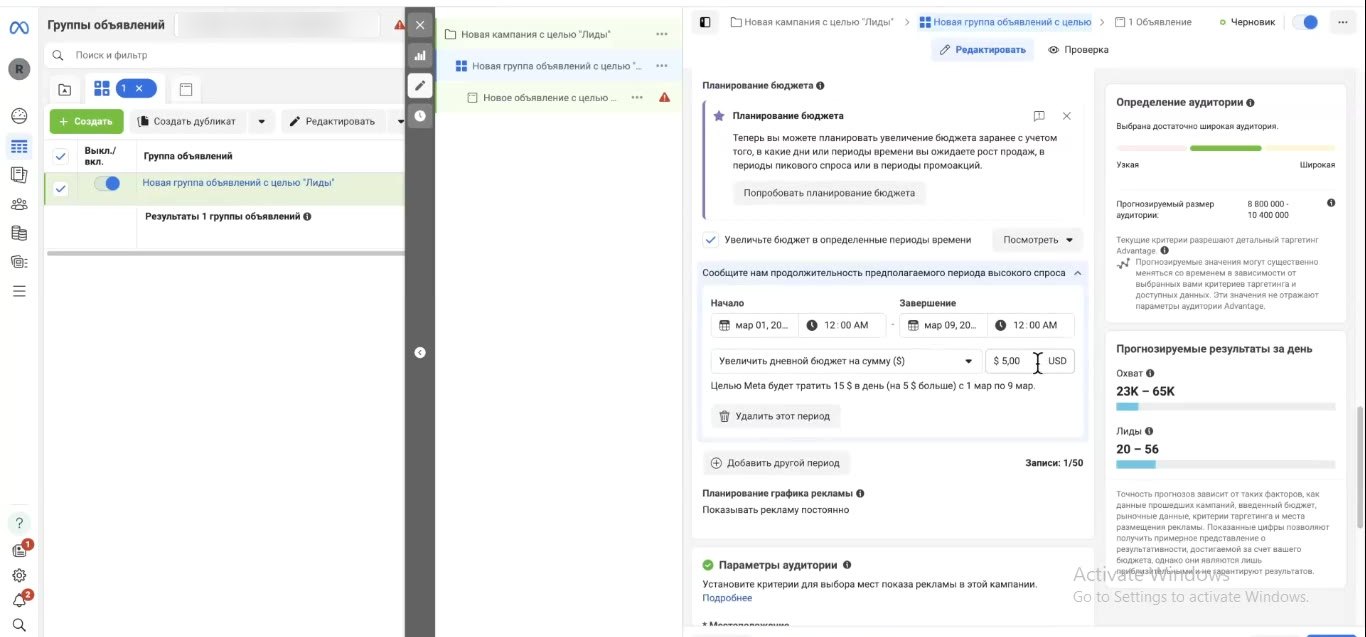 Группы объявлений
Поиск и фильтр
R
1 ×
+ Создать
Создать дубликат
Редактировать
Выкл./
вкл.
Группа объявлений
Новая группа объявлений с целью "Лиды"
Результаты 1 группы объявлений
?
1
2
Новая кампания с целью "Лиды"
Новая группа объявлений с целью "...
Новое объявление с целью ...
Новая кампания с целью "Лиды" > Новая группа объявлений с целью > 1 Объявление
Черновик
Редактировать
Проверка
Планирование бюджета
Планирование бюджета
Теперь вы можете планировать увеличение бюджета заранее с учетом
того, в какие дни или периоды времени вы ожидаете рост продаж, в
периоды пикового спроса или в периоды промоакций.
Попробовать планирование бюджета
Увеличьте бюджет в определенные периоды времени
Посмотреть
Сообщите нам продолжительность предполагаемого периода высокого спроса
Начало
Завершение
мар 01, 20... 12:00 AM - мар 09, 20... 12:00 AM
Увеличить дневной бюджет на сумму ($)
$ 5,00 USD
Целью Meta будет тратить 15 $ в день (на 5 $ больше) с 1 мар по 9 мар.
Удалить этот период
Добавить другой период
Записи: 1/50
Планирование графика рекламы
Показывать рекламу постоянно
Параметры аудитории
Установите критерии для выбора мест показа рекламы в этой кампании.
Подробнее
* Местоположение
Определение аудитории
Выбрана достаточно широкая аудитория.
Узкая
Широкая
Прогнозируемый размер
аудитории:
8 800 000 -
10 400 000
Текущие критерии разрешают детальный таргетинг
Advantage.
Прогнозируемые значения могут существенно
меняться со временем в зависимости от
выбранных вами критериев таргетинга и
доступных данных. Эти значения не отражают
параметры аудитории Advantage.
Прогнозируемые результаты за день
Охват
23K – 65K
Лиды
20 – 56
Точность прогнозов зависит от таких факторов, как
данные прошедших кампаний, введенный бюджет,
рыночные данные, критерии таргетинга и места
размещения рекламы. Показанные цифры позволяют
получить примерное представление о
результативности, достигаемой за счет вашего
бюджета, однако они являются лишь
приблизительными и не гарантируют результатов.
Activate Windows
Go to Settings to activate Windows.